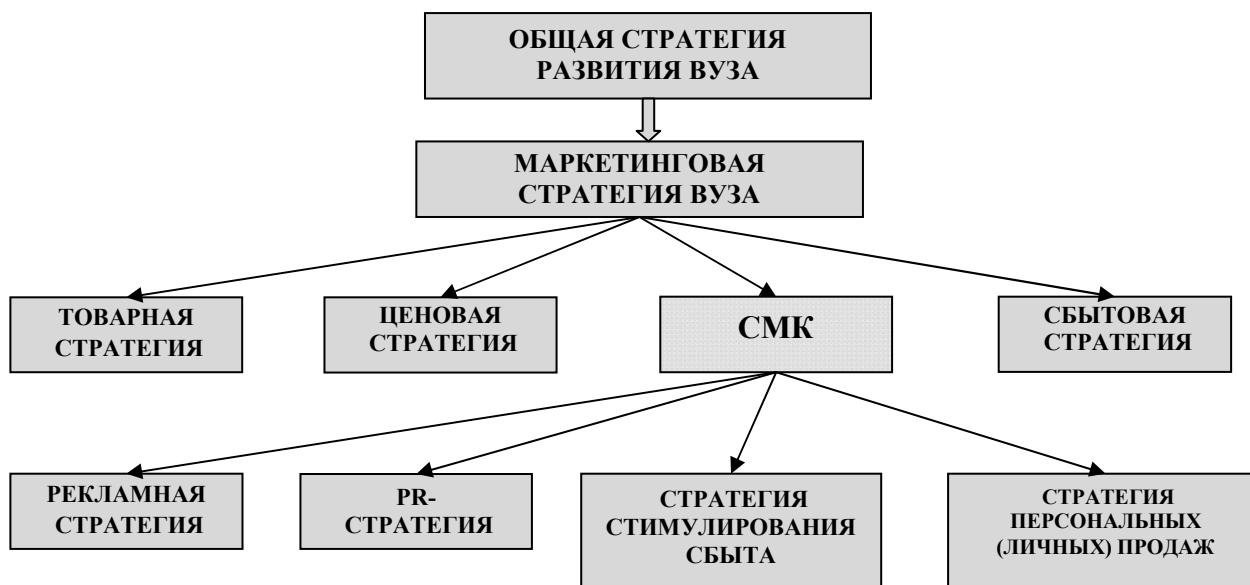 ОБЩАЯ СТРАТЕГИЯ
РАЗВИТИЯ ВУЗА
МАРКЕТИНГОВАЯ
СТРАТЕГИЯ ВУЗА
ТОВАРНАЯ
СТРАТЕГИЯ
ЦЕНОВАЯ
СТРАТЕГИЯ
СМК
СБЫТОВАЯ
СТРАТЕГИЯ
РЕКЛАМНАЯ
СТРАТЕГИЯ
PR-
СТРАТЕГИЯ
СТРАТЕГИЯ
СТИМУЛИРОВАНИЯ
СБЫТА
СТРАТЕГИЯ
ПЕРСОНАЛЬНЫХ
(ЛИЧНЫХ) ПРОДАЖ